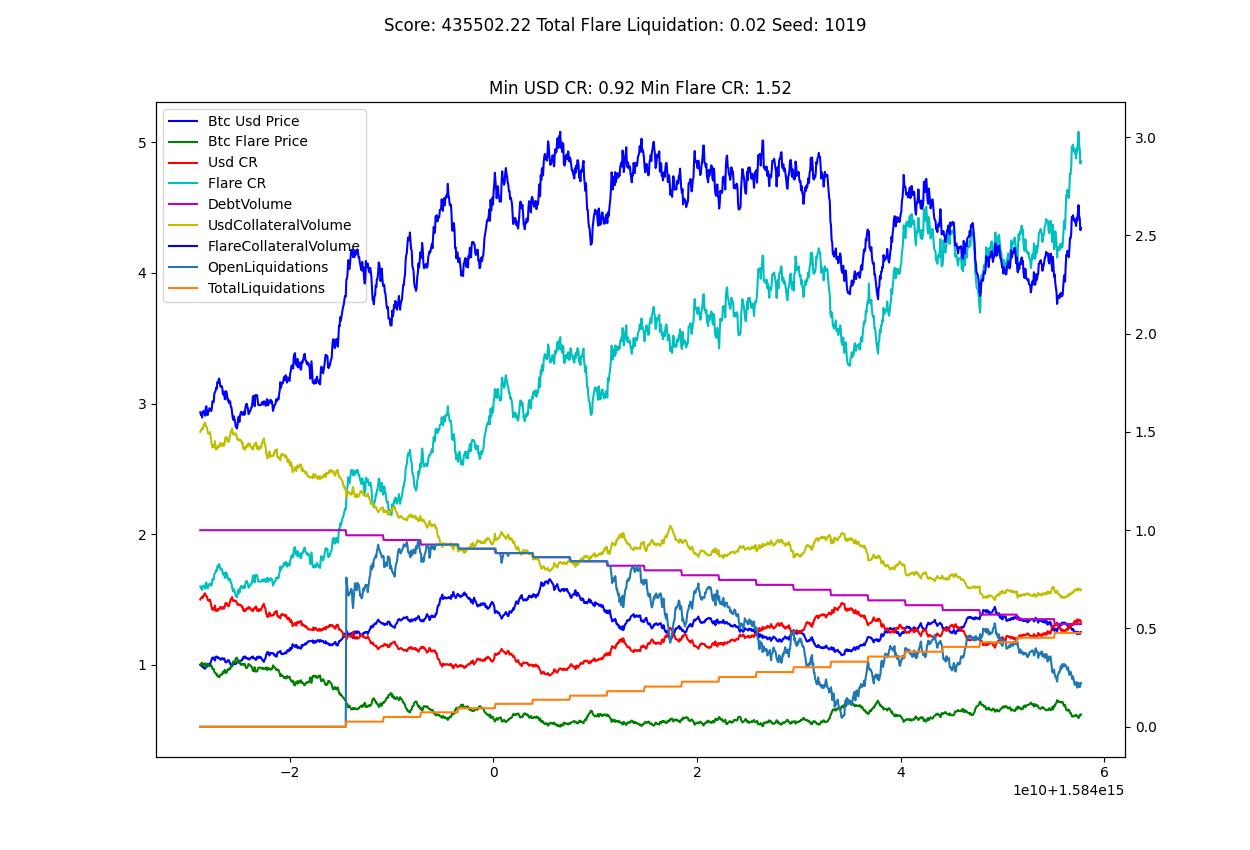 Score: 435502.22 Total Flare Liquidation: 0.02 Seed: 1019
Min USD CR: 0.92 Min Flare CR: 1.52
Btc Usd Price
Btc Flare Price
Usd CR
Flare CR
DebtVolume
UsdCollateralVolume
FlareCollateralVolume
OpenLiquidations
TotalLiquidations
5
4
3
2
1
3.0
2.5
2.0
1.5
1.0
0.5
0.0
−2 0 2 4 6
1e10+1.584e15